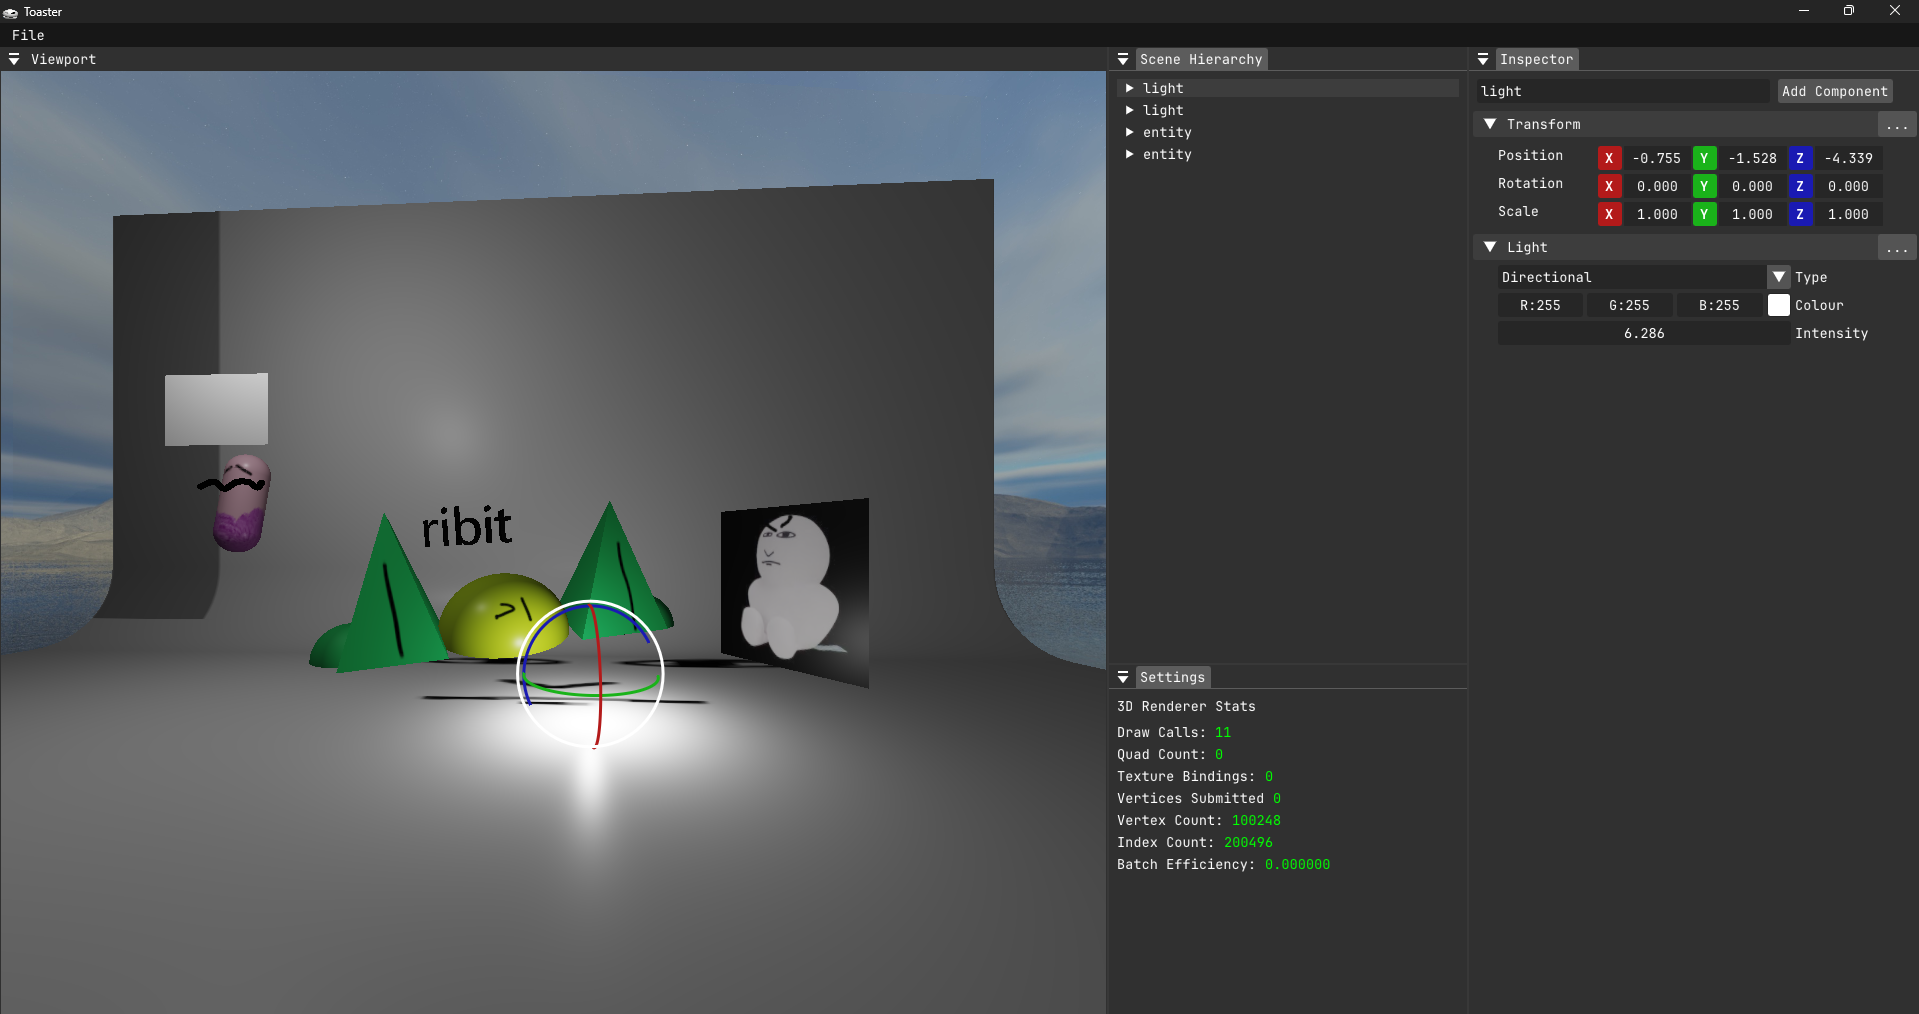 Toaster
File
Viewport
ribit
Scene Hierarchy
light
light
entity
entity
Settings
3D Renderer Stats
Draw Calls: 11
Quad Count: 0
Texture Bindings: 0
Vertices Submitted 0
Vertex Count: 100248
Index Count: 200496
Batch Efficiency: 0.000000
Inspector
light Add Component
Transform ...
Position X -0.755 Y -1.528 Z -4.339
Rotation X 0.000 Y 0.000 Z 0.000
Scale X 1.000 Y 1.000 Z 1.000
Light ...
Directional Type
R:255 G:255 B:255 Colour
6.286 Intensity